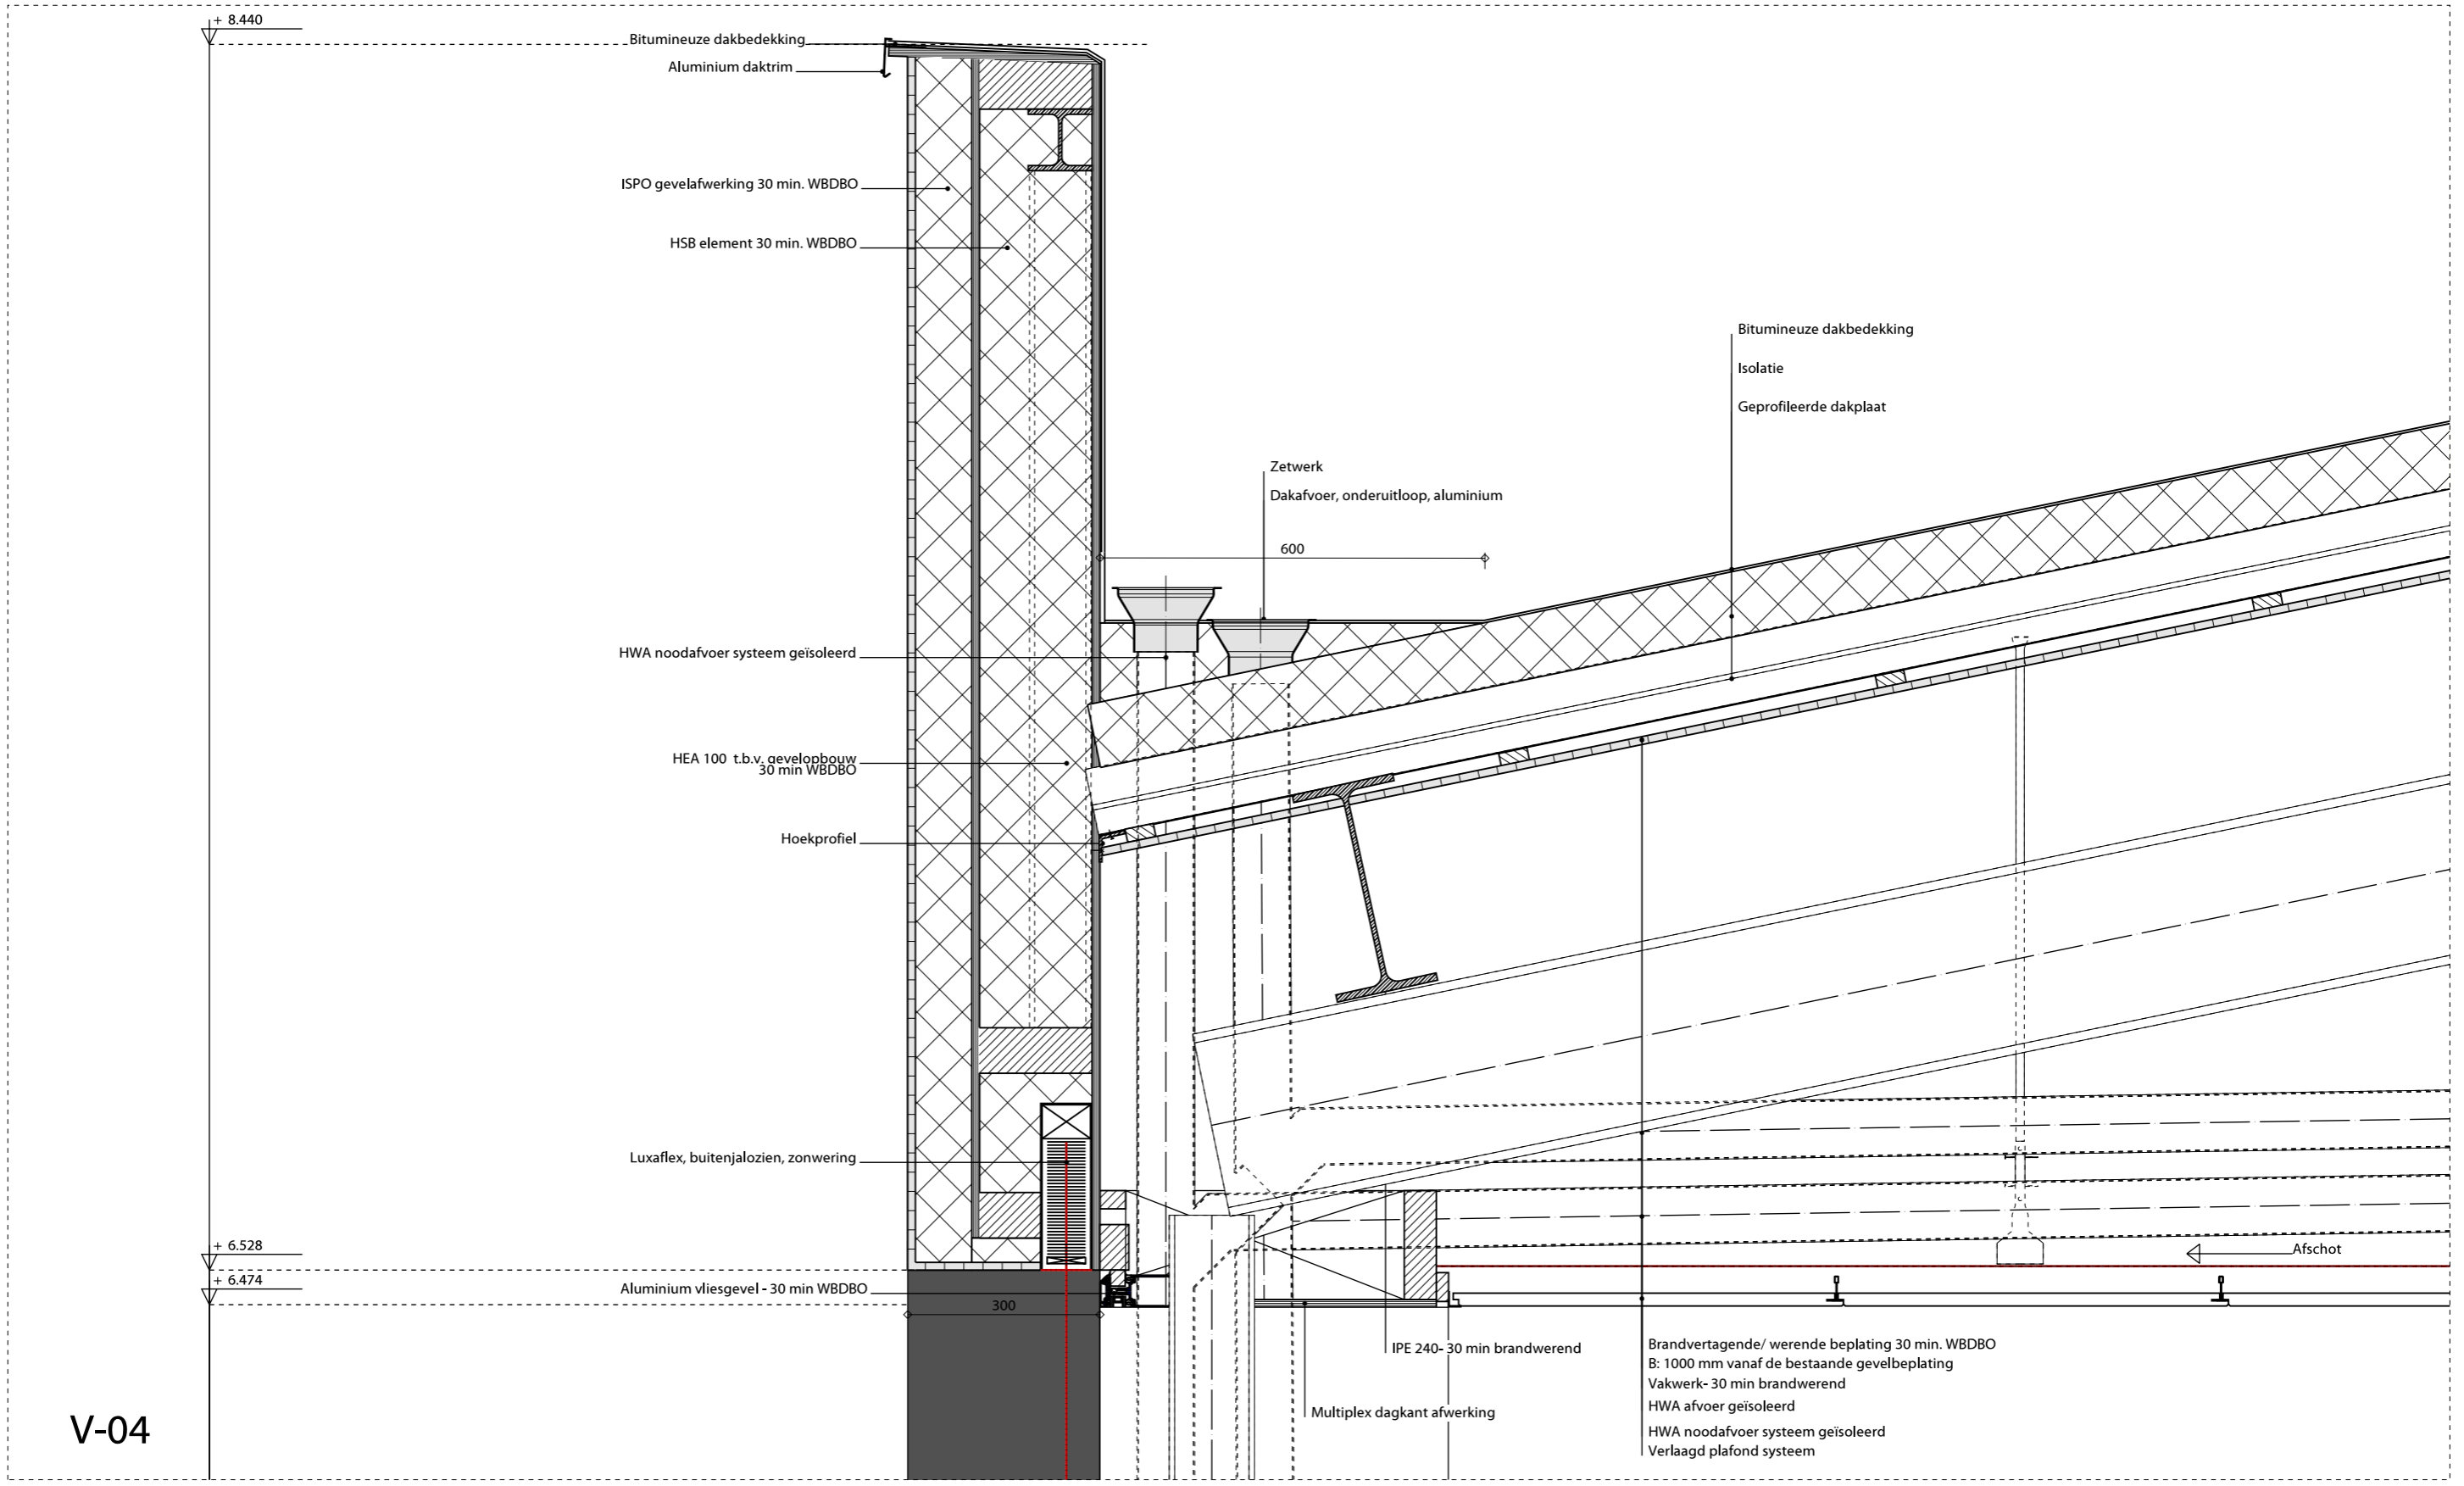 + 8.440
Bitumineuze dakbedekking
Aluminium daktrim
ISPO gevelafwerking 30 min. WBDBO
HSB element 30 min. WBDBO
Bitumineuze dakbedekking
Isolatie
Geprofileerde dakplaat
Zetwerk
Dakafvoer, onderuitloop, aluminium
600
HWA noodafvoer systeem geïsoleerd
HEA 100 t.b.v. gevelopbouw
30 min WBDBO
Hoekprofiel
Luxaflex, buitenjalozien, zonwering
+ 6.528
Afschot
+ 6.474
Aluminium vliesgevel - 30 min WBDBO
300
IPE 240- 30 min brandwerend
Brandvertagende/ werende beplating 30 min. WBDBO
B: 1000 mm vanaf de bestaande gevelbeplating
Vakwerk- 30 min brandwerend
HWA afvoer geïsoleerd
Multiplex dagkant afwerking
HWA noodafvoer systeem geïsoleerd
Verlaagd plafond systeem
V-04